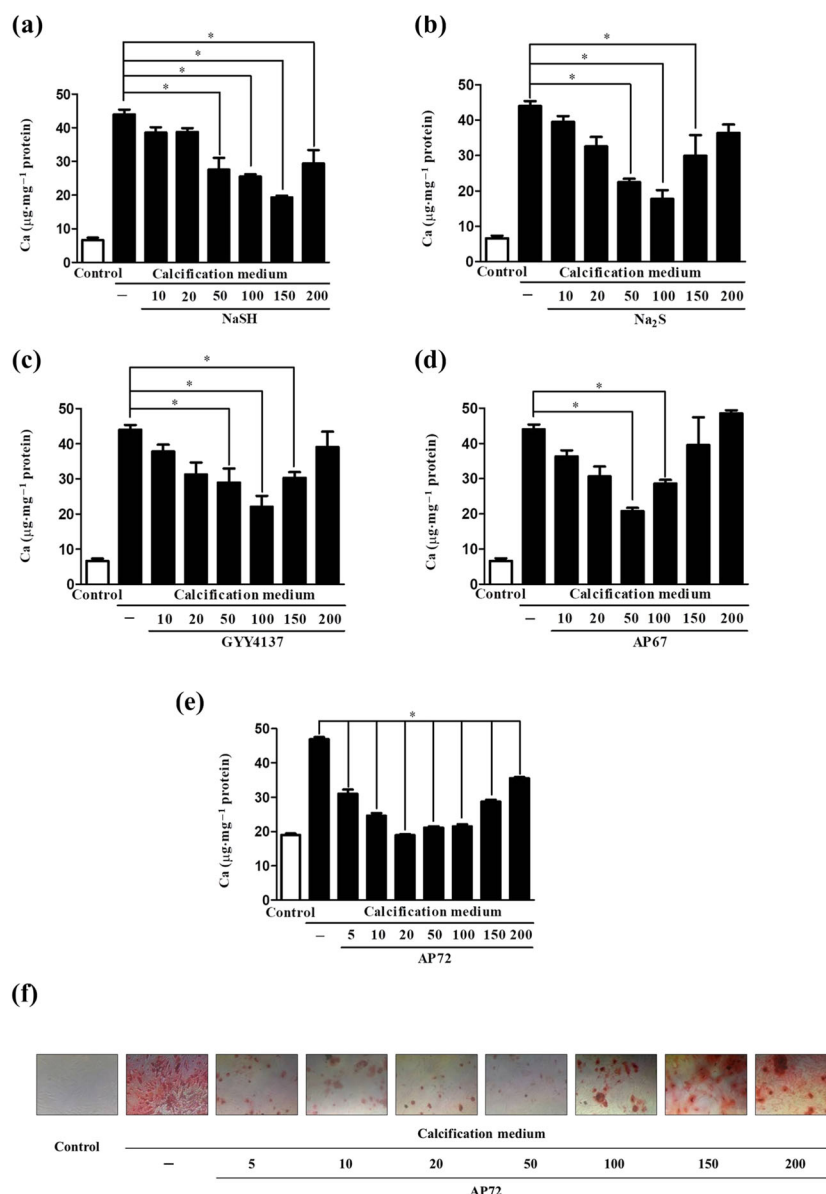 (a)
* * * * *
50
40
30
20
10
0
Ca (µg·mg⁻¹ protein)
Control Calcification medium
– 10 20 50 100 150 200
NaSH
(b)
* * *
50
40
30
20
10
0
Ca (µg·mg⁻¹ protein)
Control Calcification medium
– 10 20 50 100 150 200
Na₂S
(c)
* * *
50
40
30
20
10
0
Ca (µg·mg⁻¹ protein)
Control Calcification medium
– 10 20 50 100 150 200
GYY4137
(d)
* *
50
40
30
20
10
0
Ca (µg·mg⁻¹ protein)
Control Calcification medium
– 10 20 50 100 150 200
AP67
(e)
*
50
40
30
20
10
0
Ca (µg·mg⁻¹ protein)
Control Calcification medium
– 5 10 20 50 100 150 200
AP72
(f)
Control Calcification medium
– 5 10 20 50 100 150 200
AP72